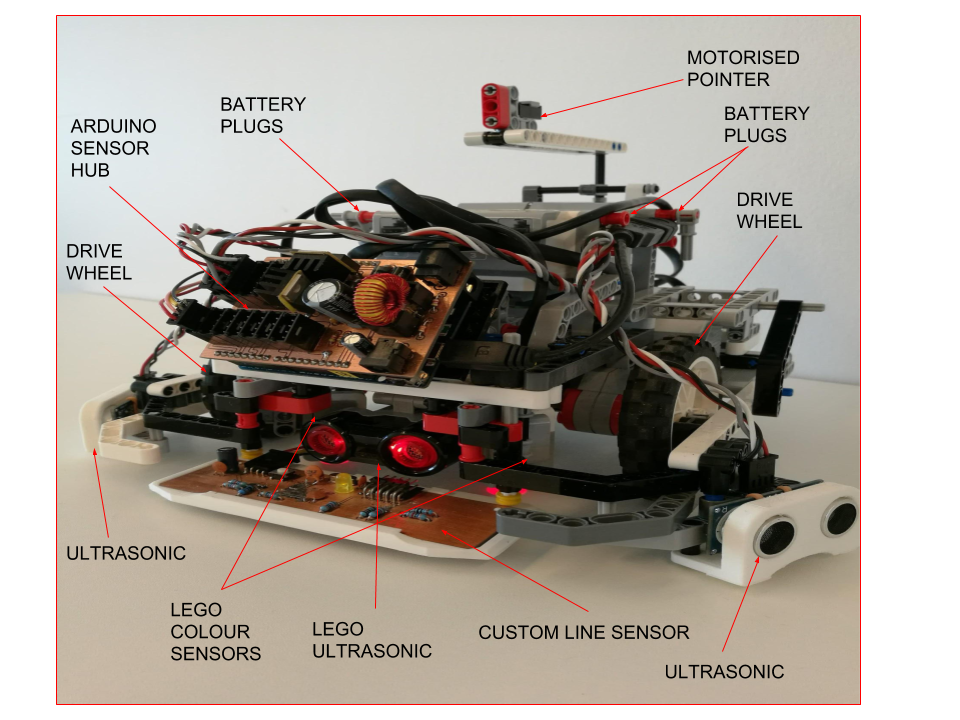 MOTORISED
POINTER
BATTERY
PLUGS
BATTERY
PLUGS
ARDUINO
SENSOR
HUB
DRIVE
WHEEL
DRIVE
WHEEL
ULTRASONIC
LEGO
COLOUR
SENSORS
LEGO
ULTRASONIC
CUSTOM LINE SENSOR
ULTRASONIC